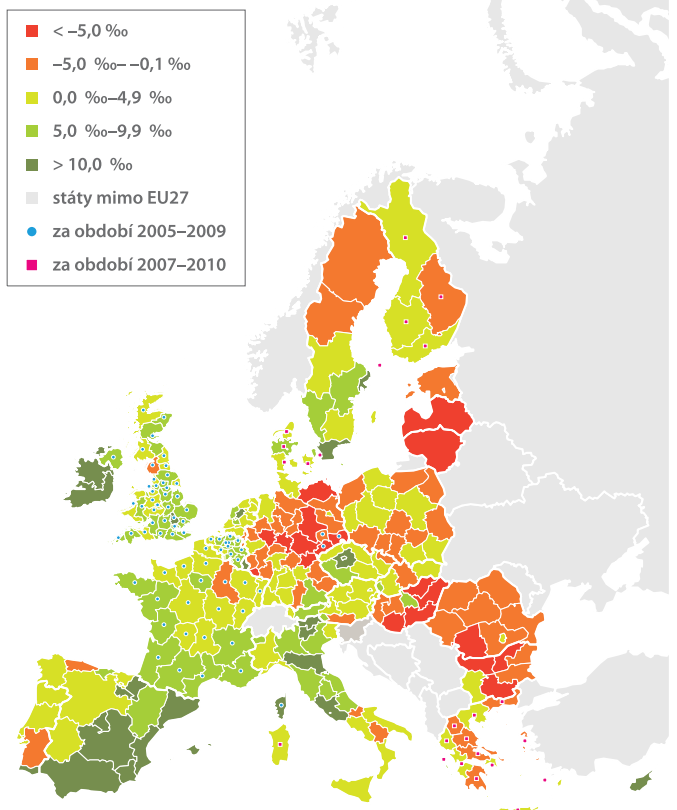 < –5,0 ‰
–5,0 ‰– –0,1 ‰
0,0 ‰–4,9 ‰
5,0 ‰–9,9 ‰
> 10,0 ‰
státy mimo EU27
za období 2005–2009
za období 2007–2010